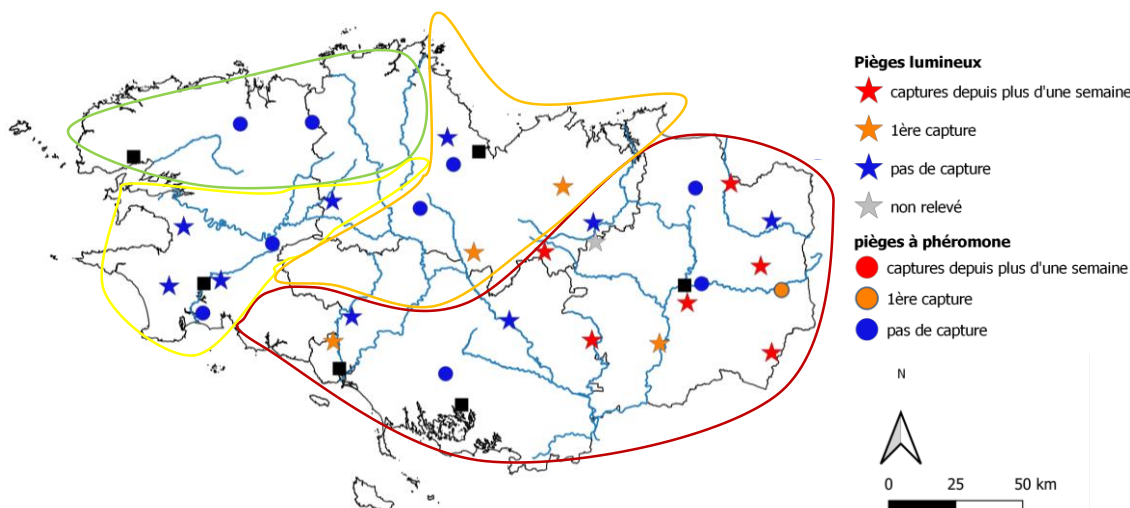 Pièges lumineux
captures depuis plus d'une semaine
1ère capture
pas de capture
non relevé
pièges à phéromone
captures depuis plus d'une semaine
1ère capture
pas de capture
N
0 25 50 km